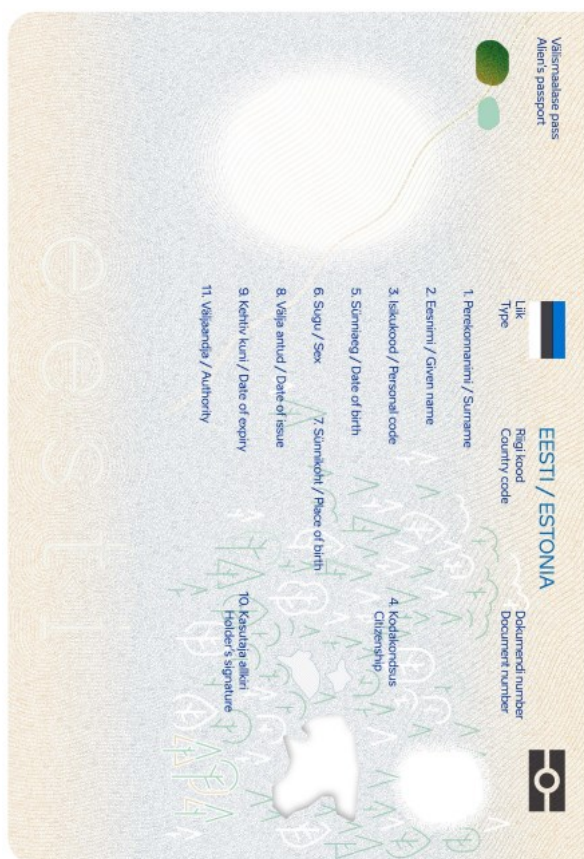 Välismaalase pass
Alien's passport
EESTI / ESTONIA
Liik
Type
Riigi kood
Country code
Dokumendi number
Document number
1. Perekonnanimi / Surname
2. Eesnimi / Given name
3. Isikukood / Personal code
4. Kodakondsus
Citizenship
5. Sünniaeg / Date of birth
6. Sugu / Sex
7. Sünnikoht / Place of birth
8. Välja antud / Date of issue
9. Kehtiv kuni / Date of expiry
10. Kasutaja allkiri
Holder's signature
11. Väljaandja / Authority
eesti